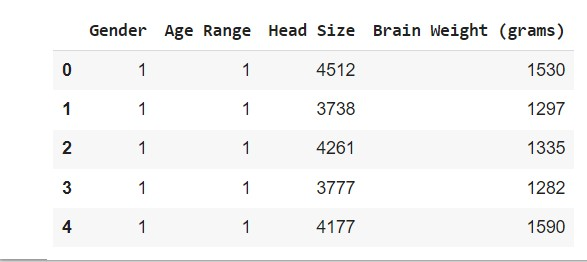 Gender Age Range Head Size Brain Weight (grams)
0 1 1 4512 1530
1 1 1 3738 1297
2 1 1 4261 1335
3 1 1 3777 1282
4 1 1 4177 1590